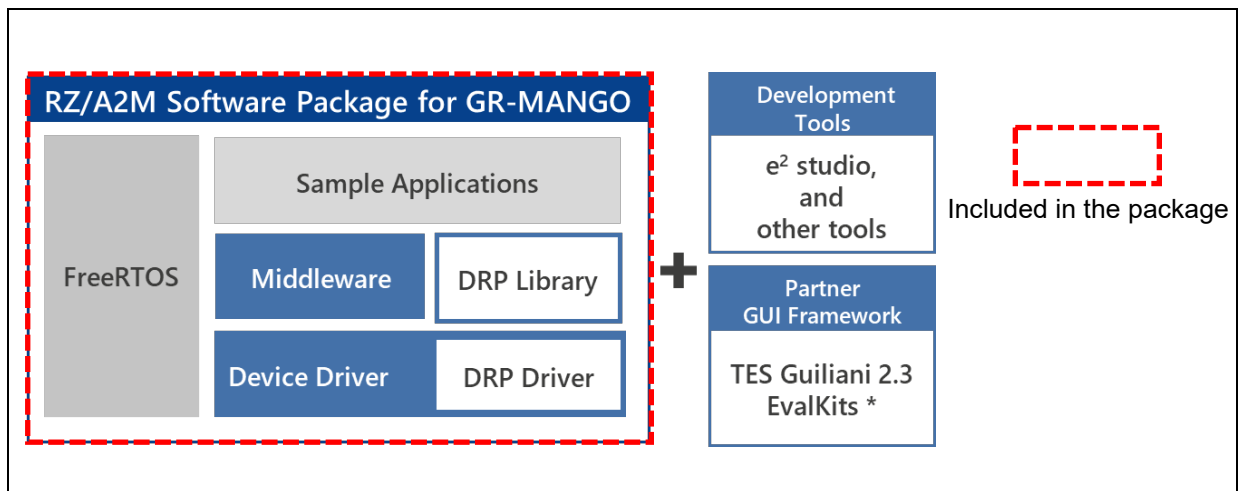 RZ/A2M Software Package for GR-MANGO
FreeRTOS
Sample Applications
Middleware
DRP Library
Device Driver
DRP Driver
+
Development
Tools
e² studio,
and
other tools
Partner
GUI Framework
TES Guiliani 2.3
EvalKits *
Included in the package